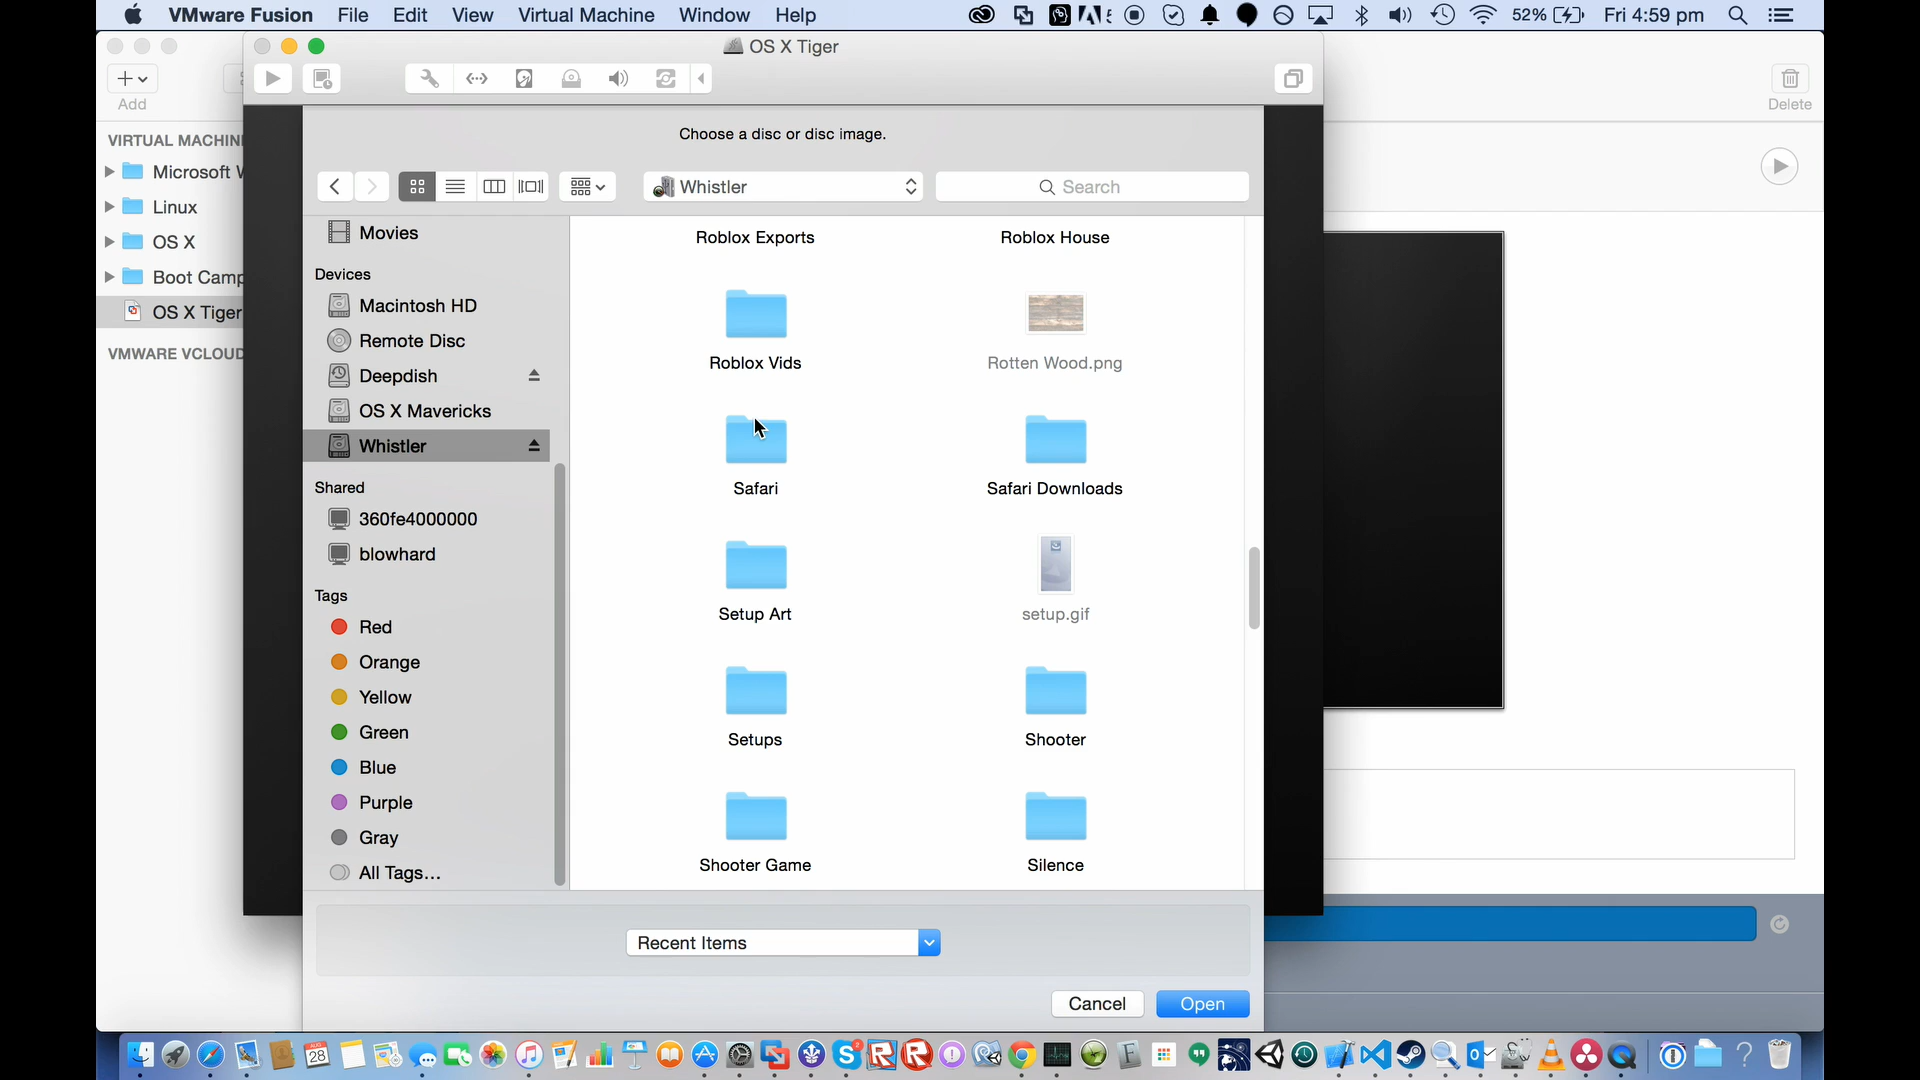 VMware Fusion File Edit View Virtual Machine Window Help 52% Fri 4:59 pm
OS X Tiger
Add
Delete
VIRTUAL MACHIN
Microsoft W
Linux
OS X
Boot Camp
OS X Tiger
VMWARE VCLOUD
Choose a disc or disc image.
Whistler
Search
Movies
Devices
Macintosh HD
Remote Disc
Deepdish
OS X Mavericks
Whistler
Shared
360fe4000000
blowhard
Tags
Red
Orange
Yellow
Green
Blue
Purple
Gray
All Tags...
Roblox Exports
Roblox House
Roblox Vids
Rotten Wood.png
Safari
Safari Downloads
Setup Art
setup.gif
Setups
Shooter
Shooter Game
Silence
Recent Items
Cancel
Open
AUG
28